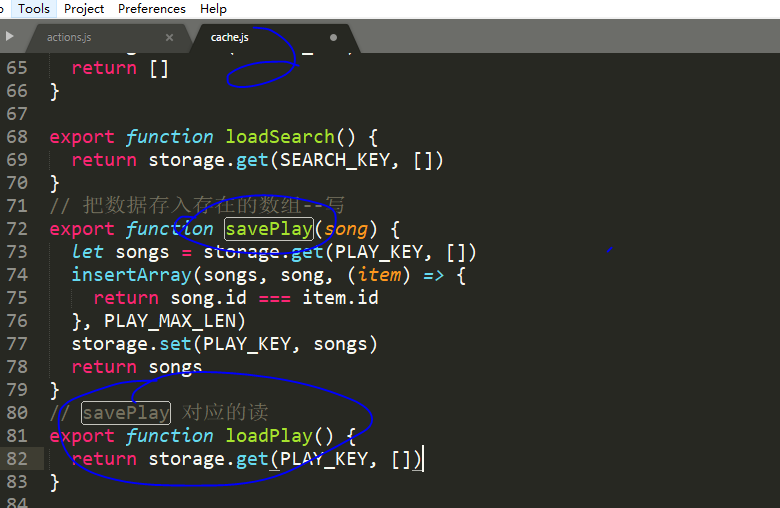 Tools Project Preferences Help
actions.js × cache.js
65 return []
66 }
67
68 export function loadSearch() {
69 return storage.get(SEARCH_KEY, [])
70 }
71 // 把数据存入存在的数组--写
72 export function savePlay(song) {
73 let songs = storage.get(PLAY_KEY, [])
74 insertArray(songs, song, (item) => {
75 return song.id === item.id
76 }, PLAY_MAX_LEN)
77 storage.set(PLAY_KEY, songs)
78 return songs
79 }
80 // savePlay 对应的读
81 export function loadPlay() {
82 return storage.get(PLAY_KEY, [])
83 }
84